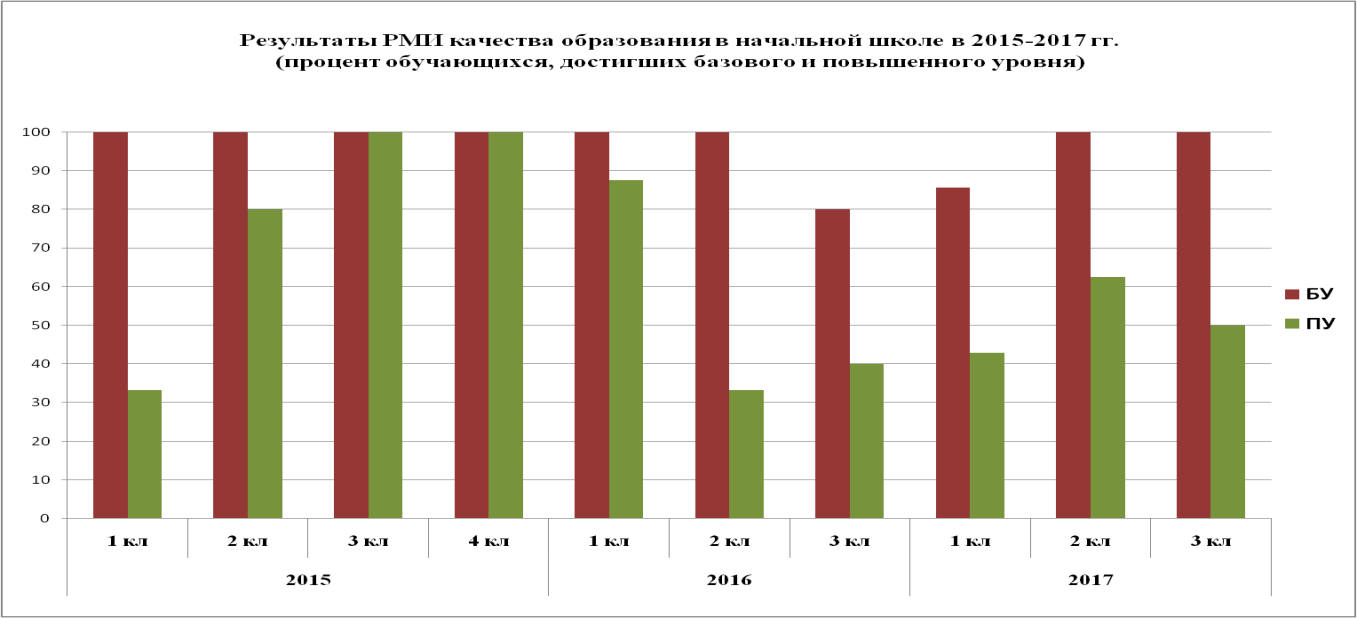 Результаты РМИ качества образования в начальной школе в 2015-2017 гг.
(процент обучающихся, достигших базового и повышенного уровня)
100
90
80
70
60
50
40
30
20
10
0
БУ
ПУ
1 кл 2 кл 3 кл 4 кл 1 кл 2 кл 3 кл 1 кл 2 кл 3 кл
2015 2016 2017